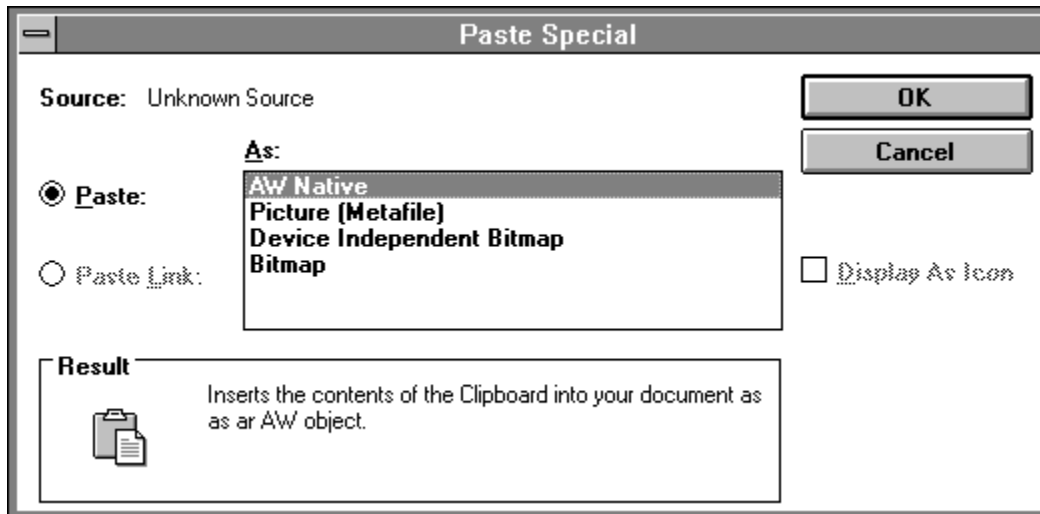 Paste Special
Source: Unknown Source
OK
Cancel
As:
Paste:
AW Native
Picture (Metafile)
Device Independent Bitmap
Bitmap
Paste Link:
Display As Icon
Result
Inserts the contents of the Clipboard into your document as
as ar AW object.